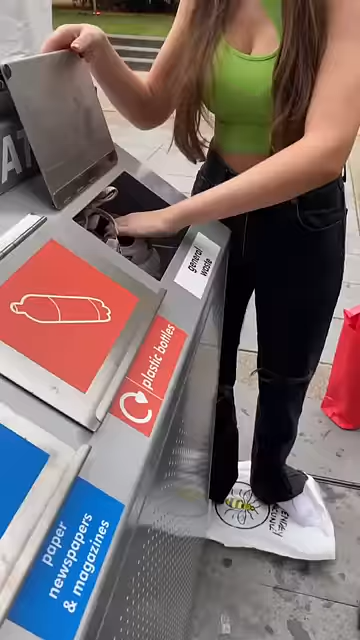 A
general
waste
plastic bottles
paper
newspapers
& magazines